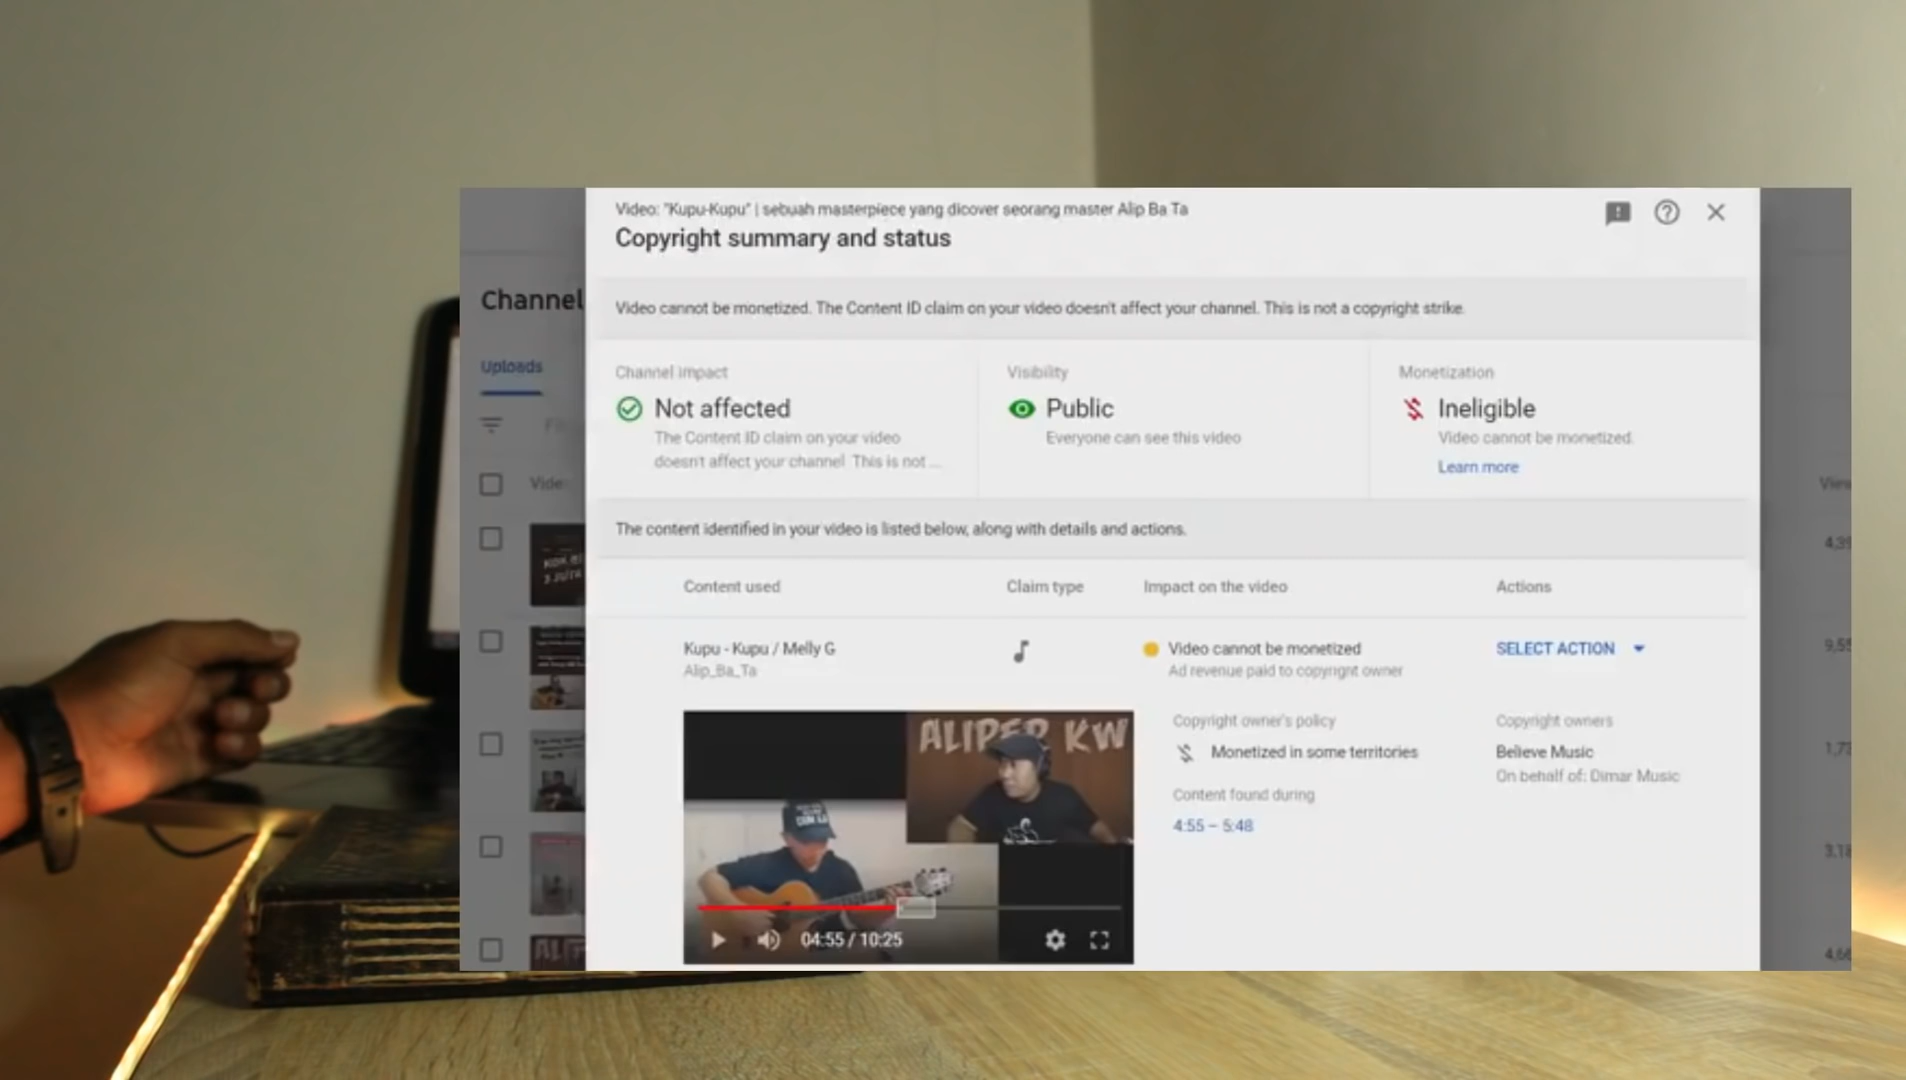 Video: "Kupu-Kupu" | sebuah masterpiece yang dicover seorang master Alip Ba Ta
Copyright summary and status
Channel
Video cannot be monetized. The Content ID claim on your video doesn't affect your channel. This is not a copyright strike.
Uploads
Channel impact
Not affected
The Content ID claim on your video
doesn't affect your channel. This is not ...
Visibility
Public
Everyone can see this video
Monetization
Ineligible
Video cannot be monetized.
Learn more
The content identified in your video is listed below, along with details and actions.
Content used
Claim type
Impact on the video
Actions
Kupu - Kupu / Melly G
Alip_Ba_Ta
Video cannot be monetized
Ad revenue paid to copyright owner
SELECT ACTION
ALIPER KW
Copyright owner's policy
Monetized in some territories
Content found during
4:55 – 5:48
Copyright owners
Believe Music
On behalf of: Dimar Music
04:55 / 10:25